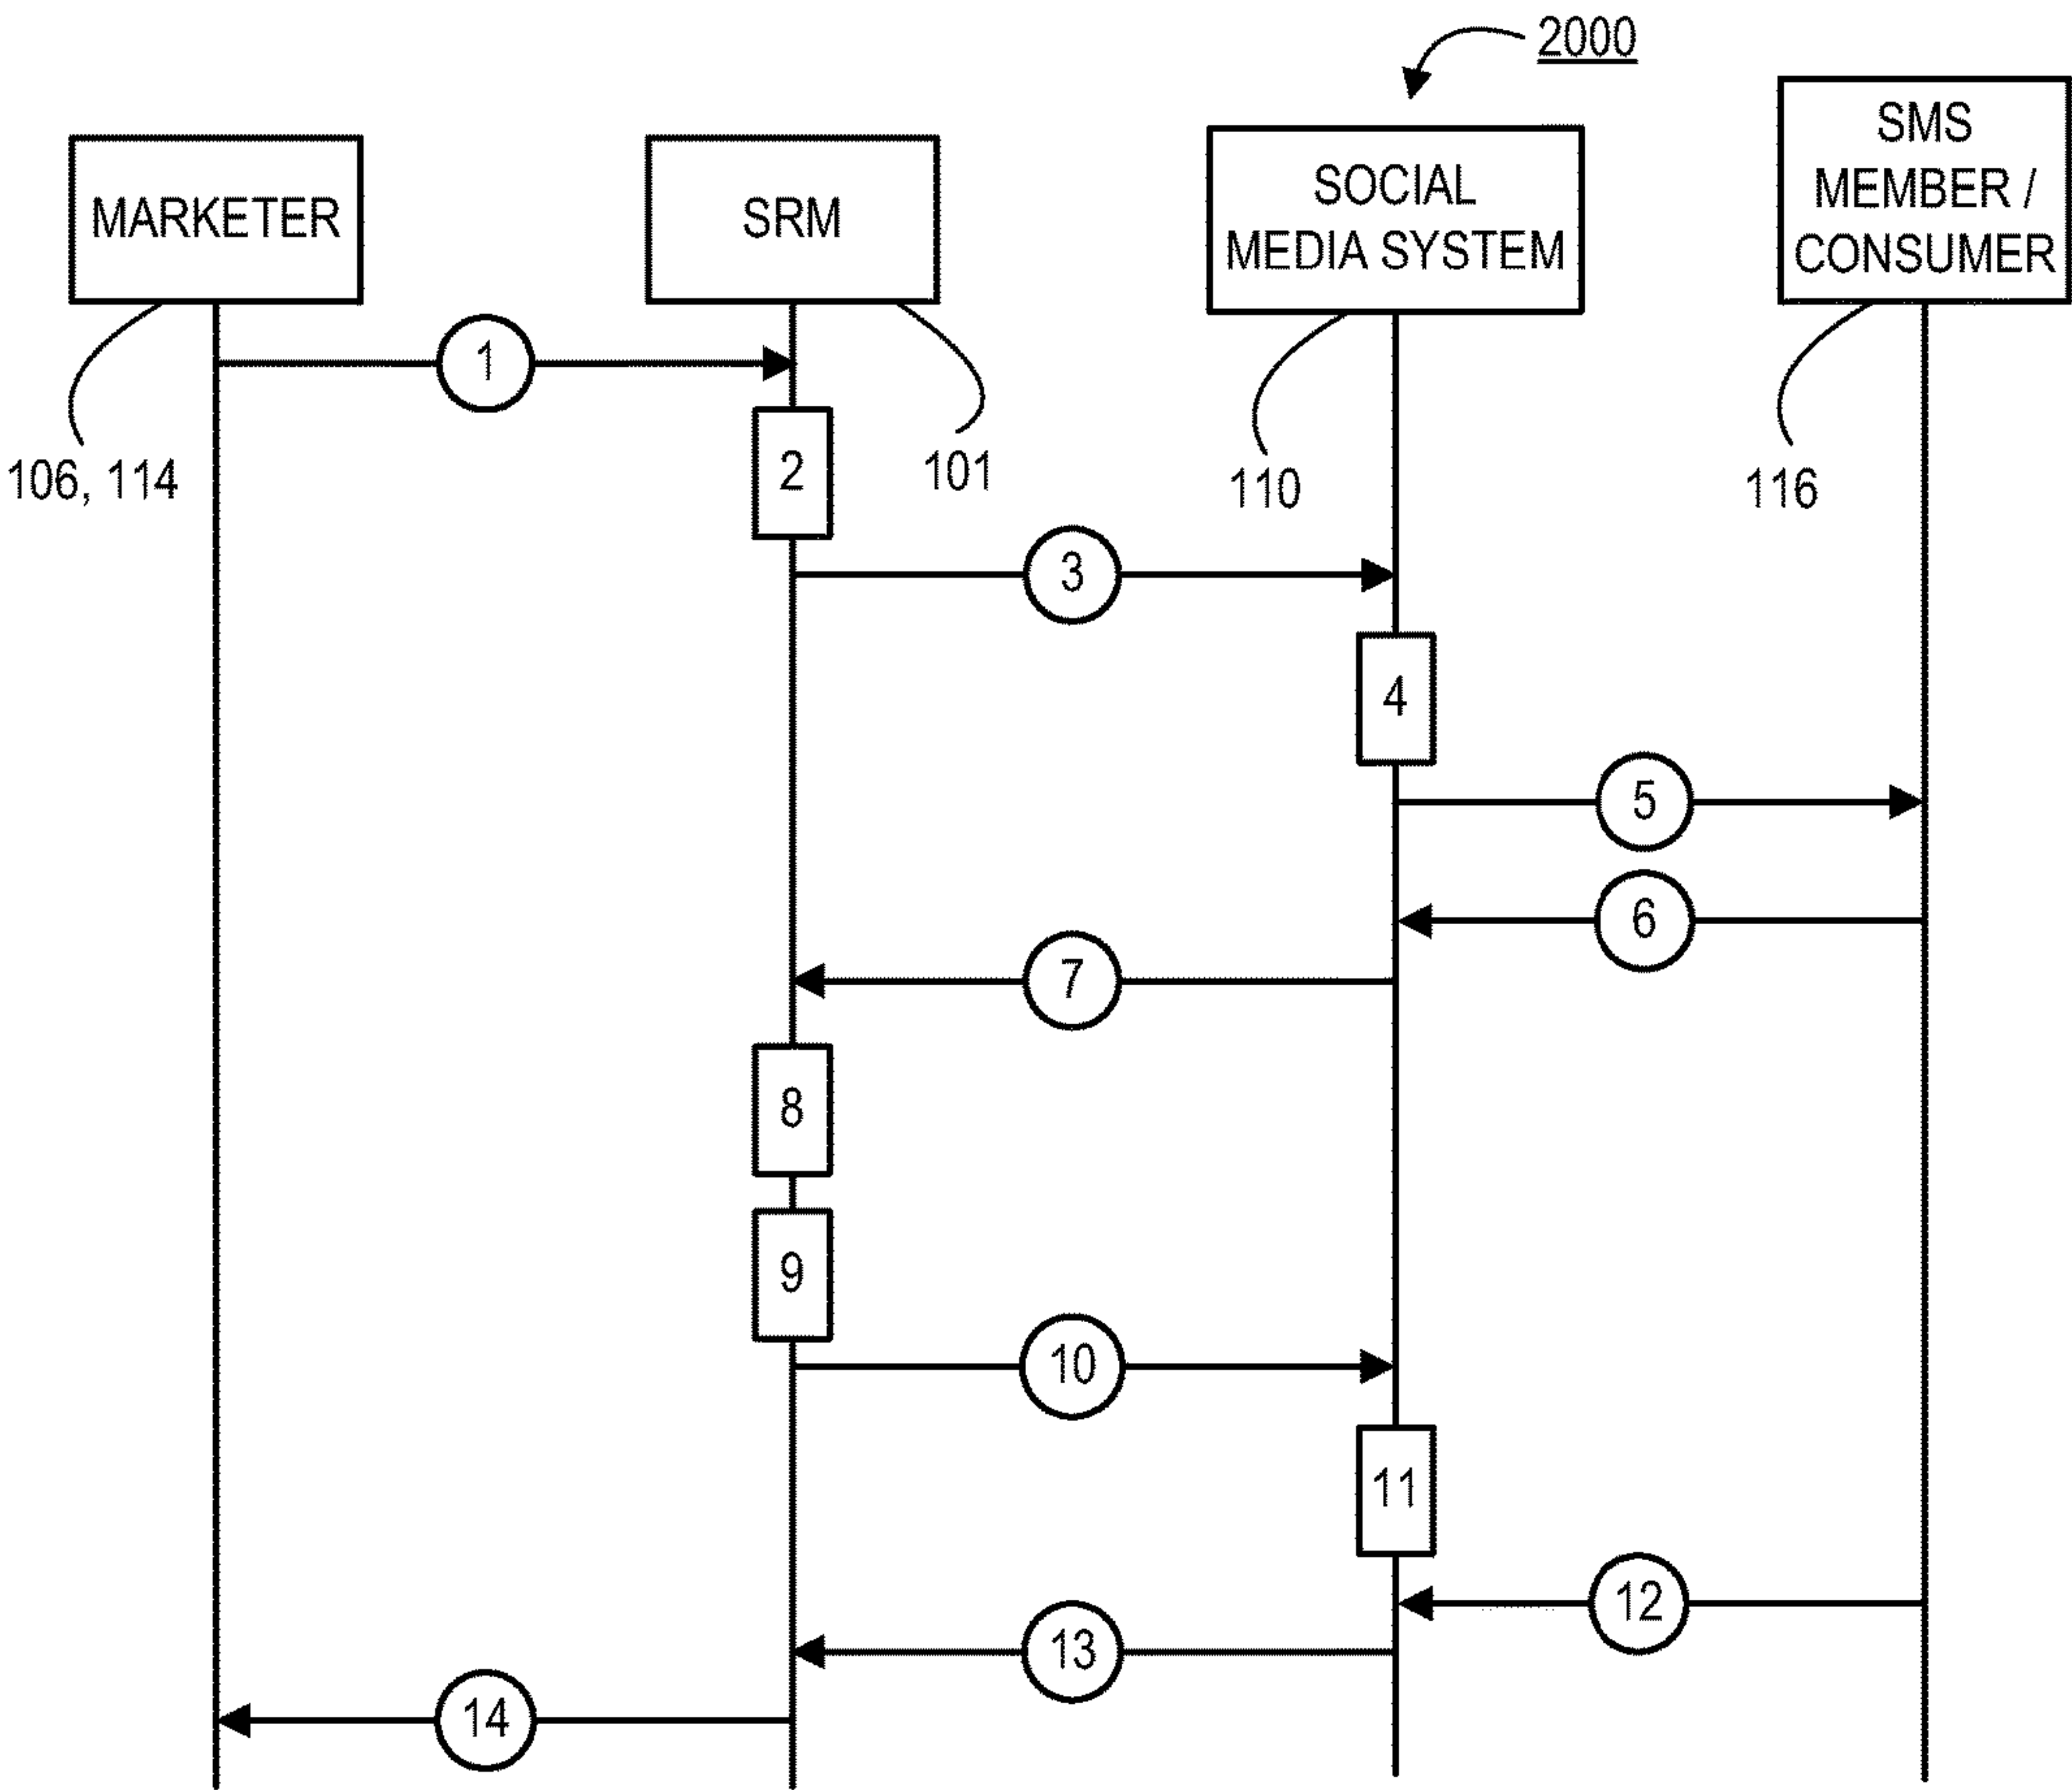 2000
MARKETER
SRM
SOCIAL
MEDIA SYSTEM
SMS
MEMBER /
CONSUMER
1
106, 114
2
101
110
116
3
4
5
6
7
8
9
10
11
12
13
14